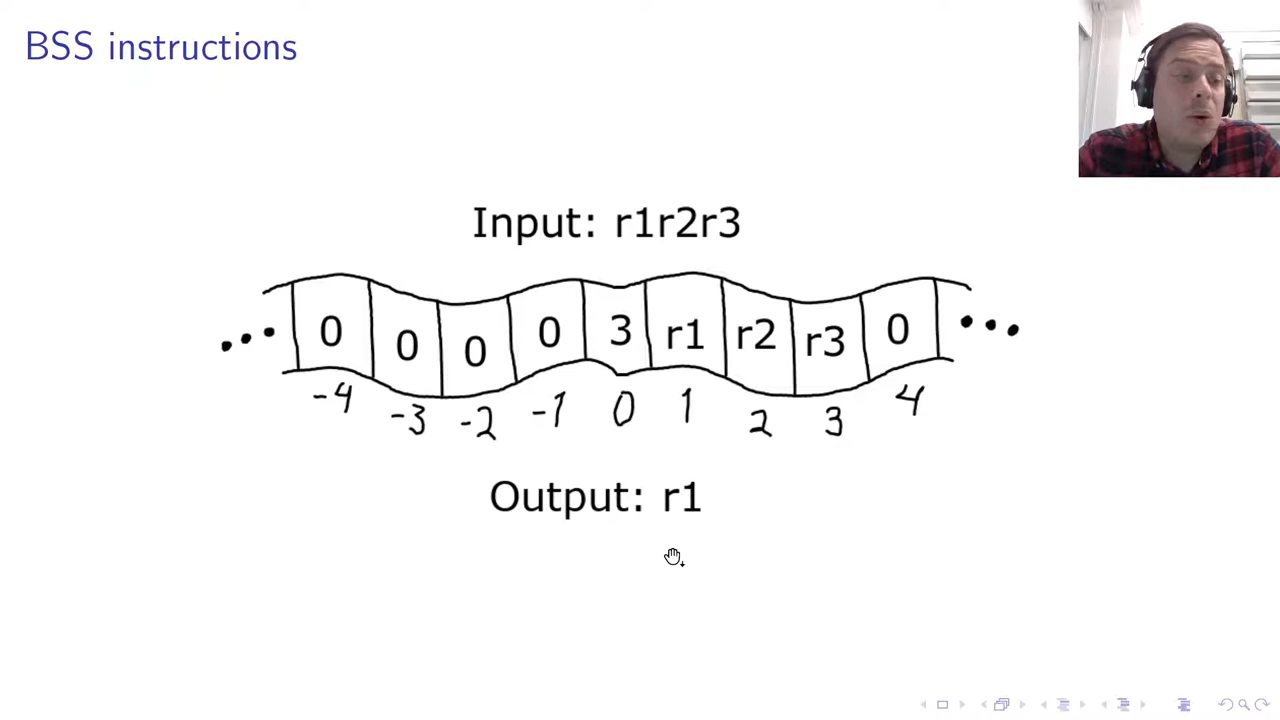 BSS instructions
Input: r1r2r3
0 0 0 0 3 r1 r2 r3 0
-4 -3 -2 -1 0 1 2 3 4
Output: r1